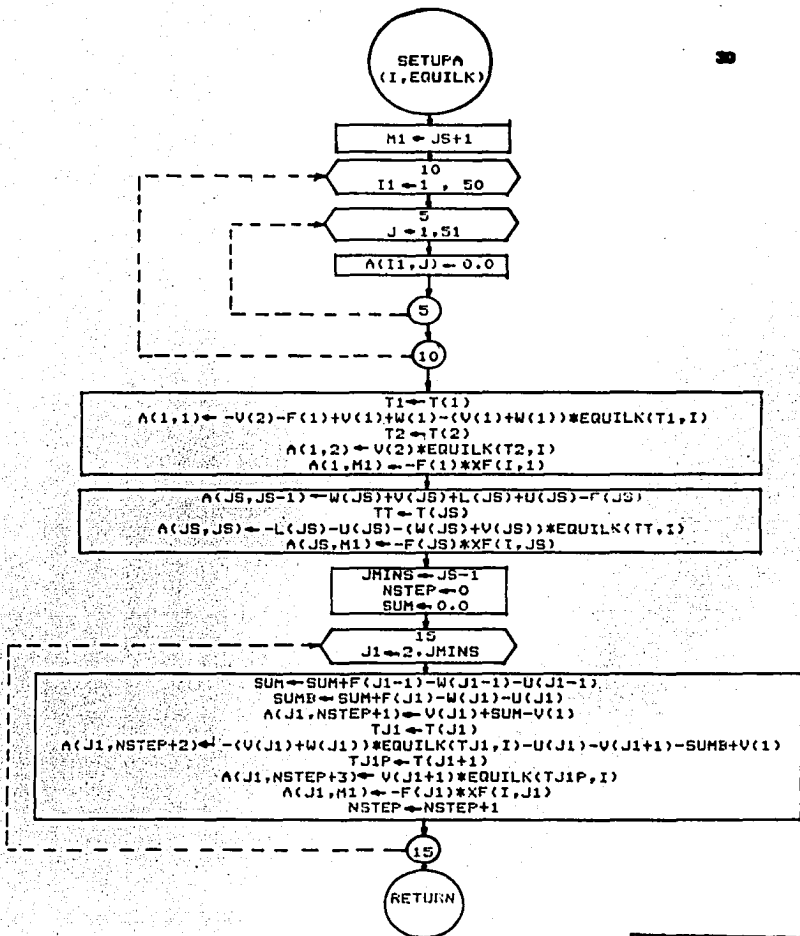 30
SETUPA
(I,EQUILK)
M1 ← JS+1
10
I1 ← 1 , 50
5
J ← 1,51
A(I1,J) ← 0.0
5
10
T1 ← T(1)
A(1,1) ← -V(2)-F(1)+V(1)+W(1)-(V(1)+W(1))*EQUILK(T1,I)
T2 ← T(2)
A(1,2) ← V(2)*EQUILK(T2,I)
A(1,M1) ← -F(1)*XF(I,1)
A(JS,JS-1) ← W(JS)+V(JS)+L(JS)+U(JS)-F(JS)
TT ← T(JS)
A(JS,JS) ← -L(JS)-U(JS)-(W(JS)+V(JS))*EQUILK(TT,I)
A(JS,M1) ← -F(JS)*XF(I,JS)
JMINS ← JS-1
NSTEP ← 0
SUM ← 0.0
15
J1 ← 2,JMINS
SUM ← SUM+F(J1-1)-W(J1-1)-U(J1-1)
SUMB ← SUM+F(J1)-W(J1)-U(J1)
A(J1,NSTEP+1) ← V(J1)+SUM-V(1)
TJ1 ← T(J1)
A(J1,NSTEP+2) ← -(V(J1)+W(J1))*EQUILK(TJ1,I)-U(J1)-V(J1+1)-SUMB+V(1)
TJ1P ← T(J1+1)
A(J1,NSTEP+3) ← V(J1+1)*EQUILK(TJ1P,I)
A(J1,M1) ← -F(J1)*XF(I,J1)
NSTEP ← NSTEP+1
15
RETURN